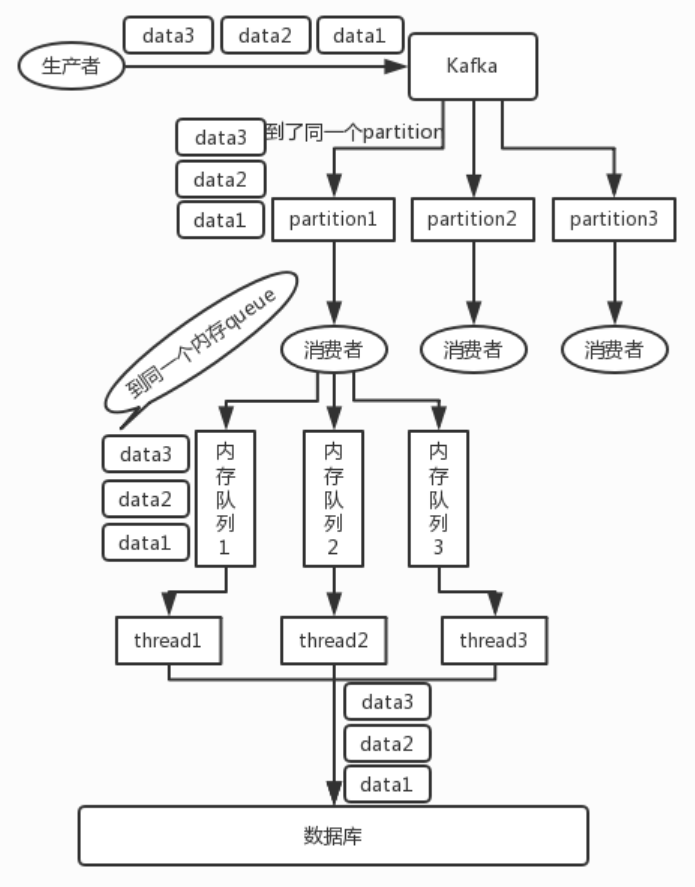 data3 data2 data1
生产者
Kafka
到了同一个partition
data3
data2
data1
partition1 partition2 partition3
到同一个内存queue
消费者 消费者 消费者
data3
data2
data1
内存队列1
内存队列2
内存队列3
thread1 thread2 thread3
data3
data2
data1
数据库